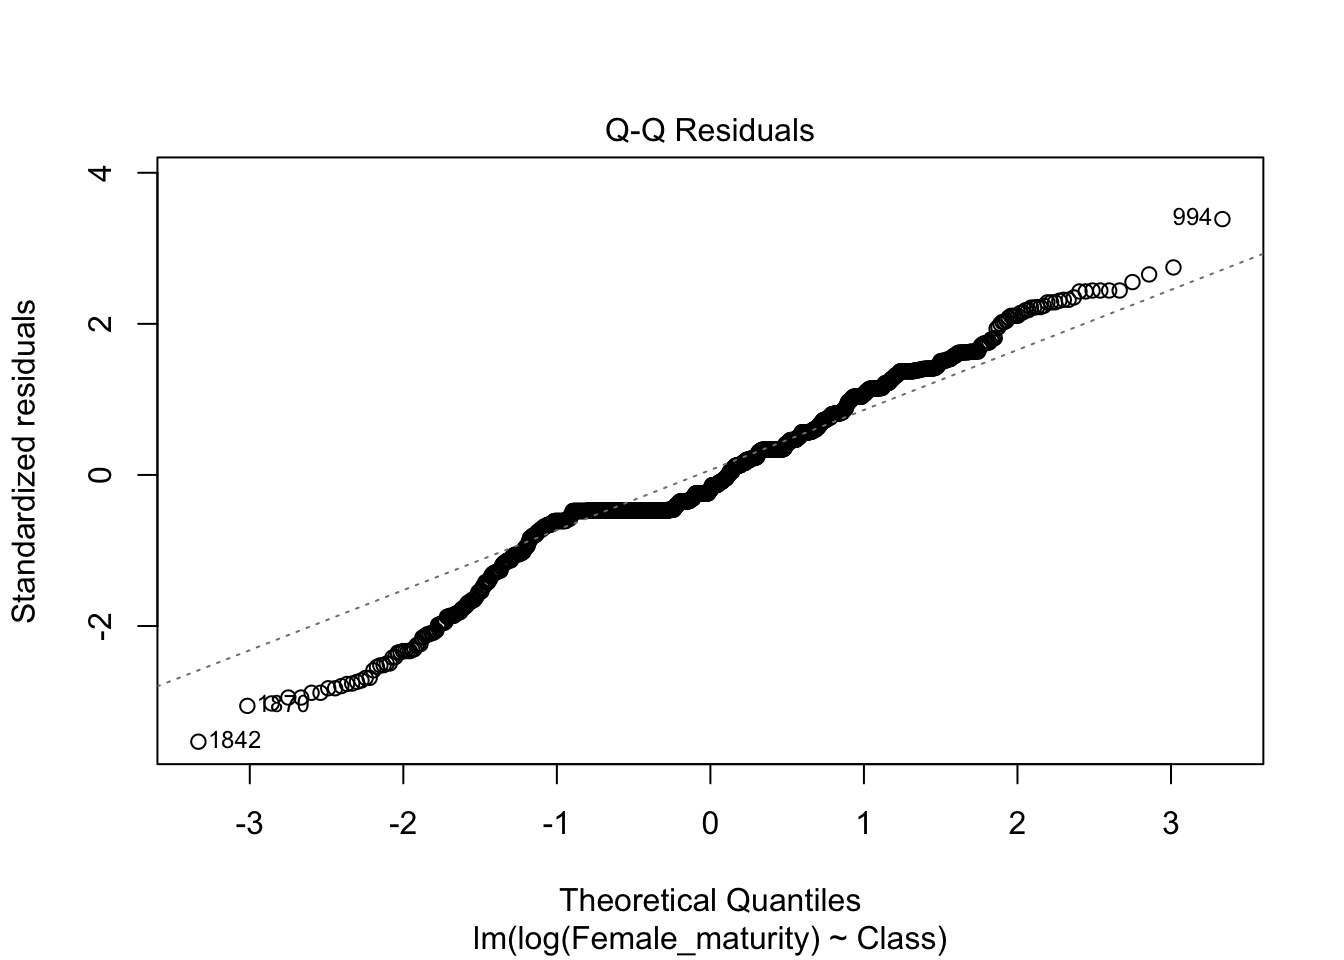 Q-Q Residuals
Standardized residuals
4
2
0
-2
994
1870
1842
-3 -2 -1 0 1 2 3
Theoretical Quantiles
lm(log(Female_maturity) ~ Class)